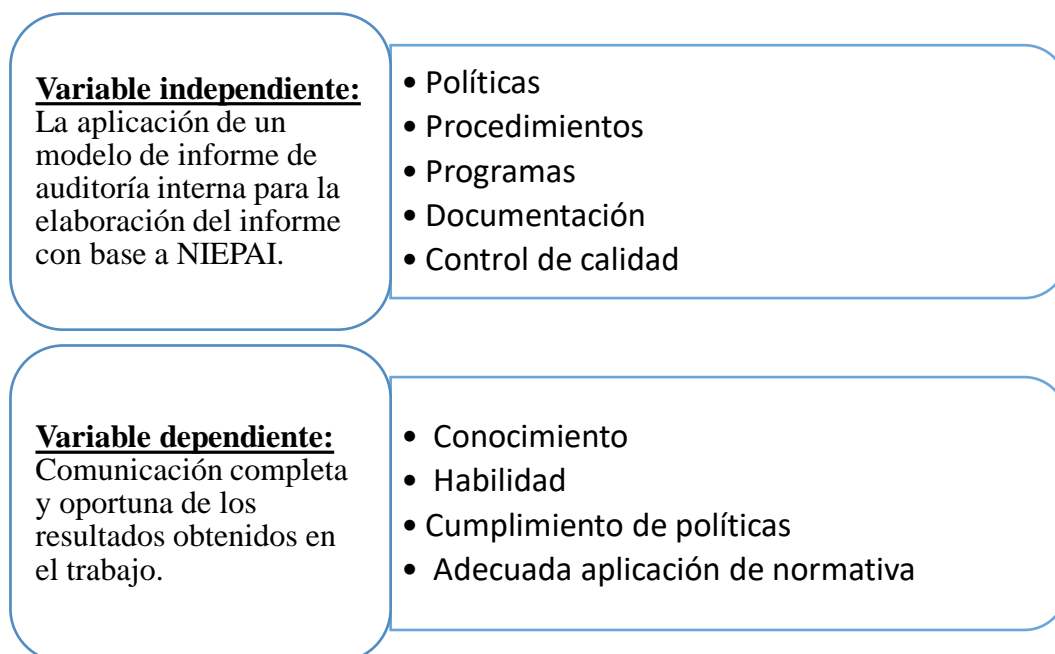 Variable independiente:
La aplicación de un
modelo de informe de
auditoría interna para la
elaboración del informe
con base a NIEPAI.
• Políticas
• Procedimientos
• Programas
• Documentación
• Control de calidad
Variable dependiente:
Comunicación completa
y oportuna de los
resultados obtenidos en
el trabajo.
• Conocimiento
• Habilidad
• Cumplimiento de políticas
• Adecuada aplicación de normativa